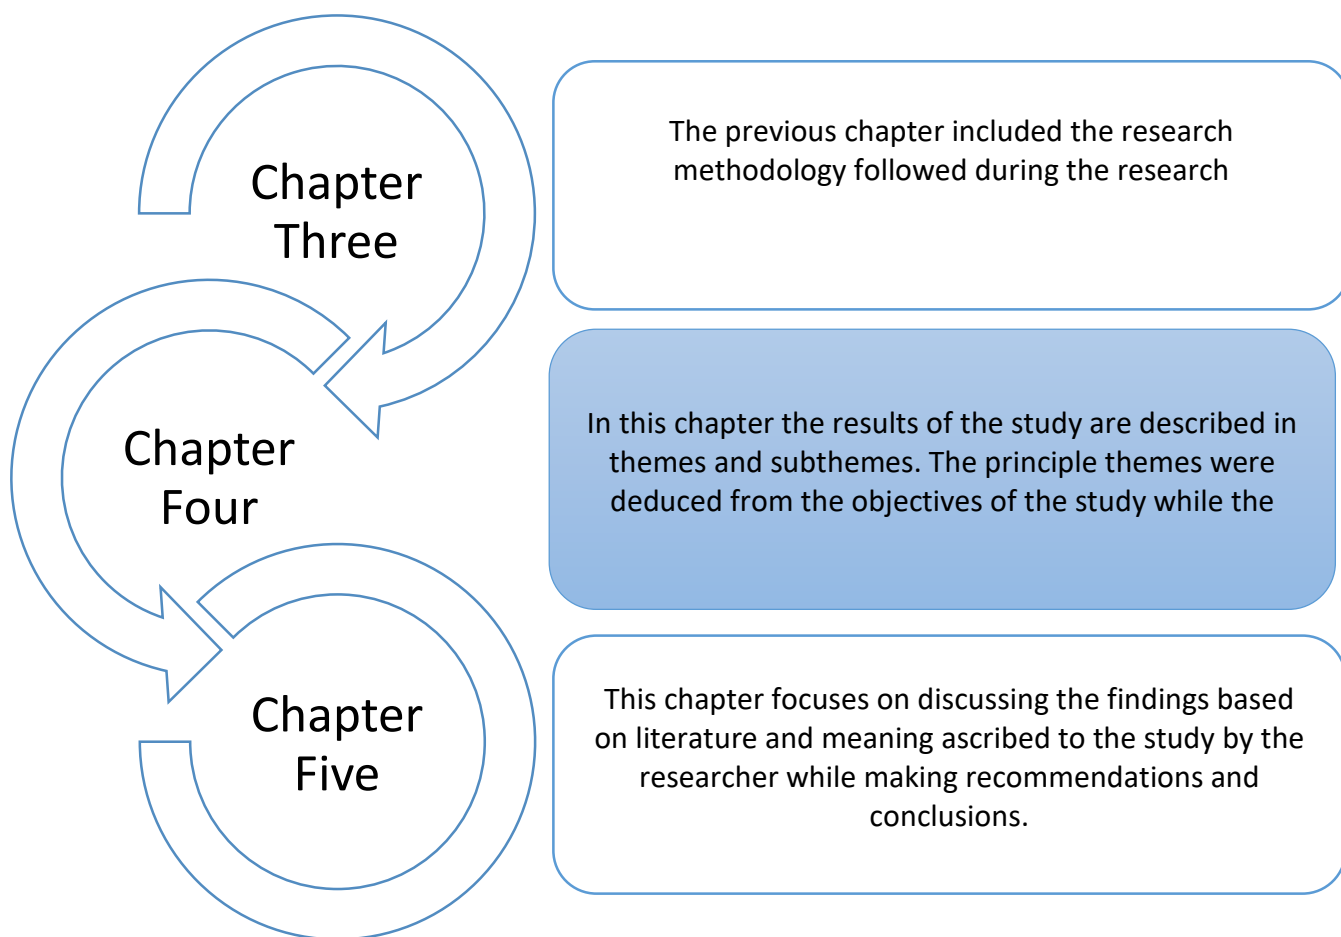 Chapter
Three
The previous chapter included the research
methodology followed during the research
Chapter
Four
In this chapter the results of the study are described in
themes and subthemes. The principle themes were
deduced from the objectives of the study while the
Chapter
Five
This chapter focuses on discussing the findings based
on literature and meaning ascribed to the study by the
researcher while making recommendations and
conclusions.